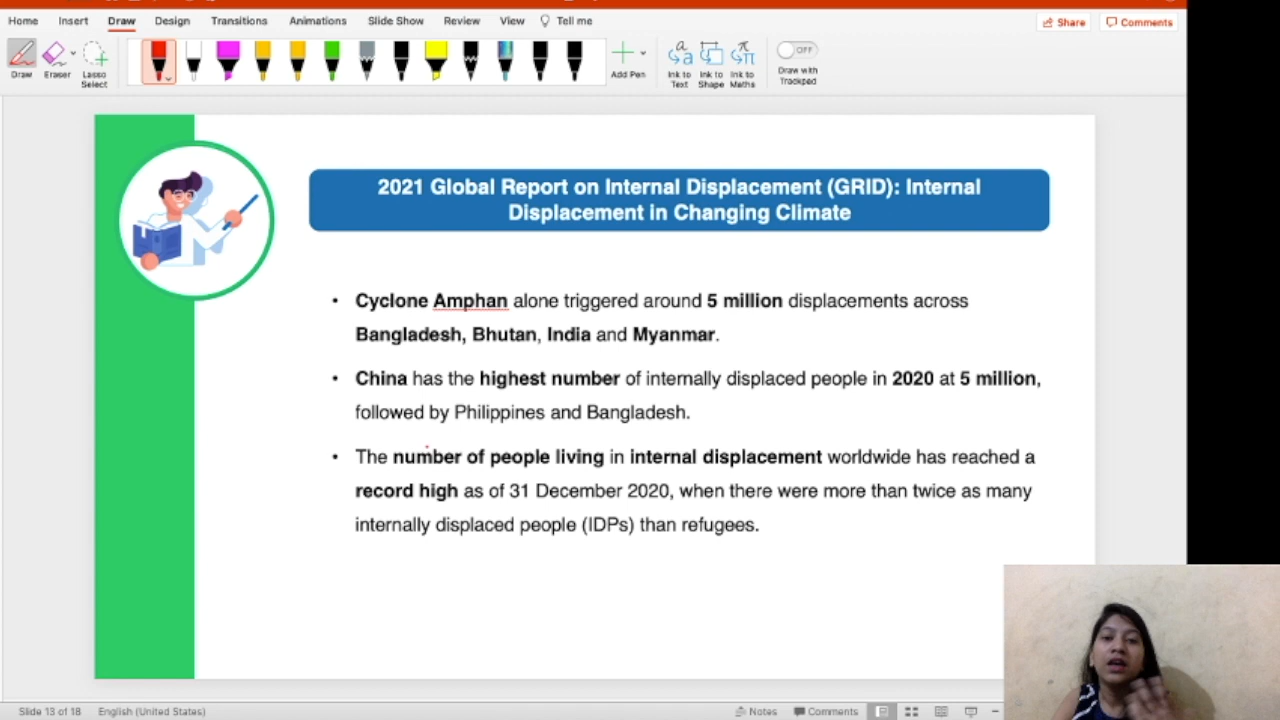 Home Insert Draw Design Transitions Animations Slide Show Review View Tell me Share Comments
Draw Eraser Lasso Select Add Pen Ink to Text Ink to Shape Ink to Maths OFF Draw with Trackpad
2021 Global Report on Internal Displacement (GRID): Internal
Displacement in Changing Climate
• Cyclone Amphan alone triggered around 5 million displacements across
Bangladesh, Bhutan, India and Myanmar.
• China has the highest number of internally displaced people in 2020 at 5 million,
followed by Philippines and Bangladesh.
• The number of people living in internal displacement worldwide has reached a
record high as of 31 December 2020, when there were more than twice as many
internally displaced people (IDPs) than refugees.
Slide 13 of 18 English (United States) Notes Comments